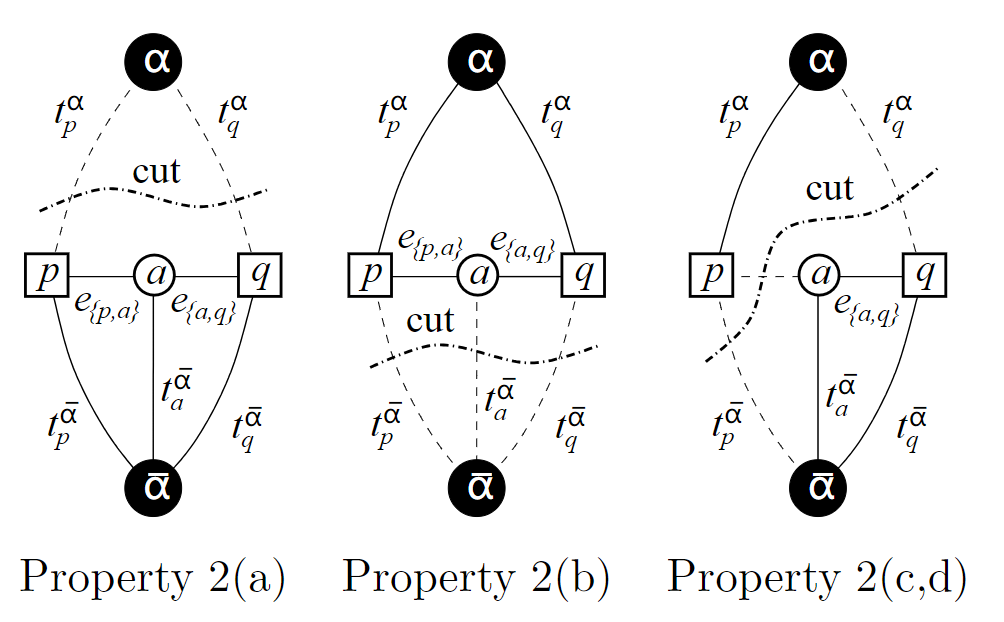 α α α
t_p^α t_q^α t_p^α t_q^α t_p^α t_q^α
cut cut
p a q p e_{p,a} a e_{a,q} q p a q
e_{p,a} e_{a,q} cut e_{a,q}
t_p^ᾱ t_a^ᾱ t_q^ᾱ t_p^ᾱ t_a^ᾱ t_q^ᾱ t_p^ᾱ t_a^ᾱ t_q^ᾱ
ᾱ ᾱ ᾱ
Property 2(a) Property 2(b) Property 2(c,d)